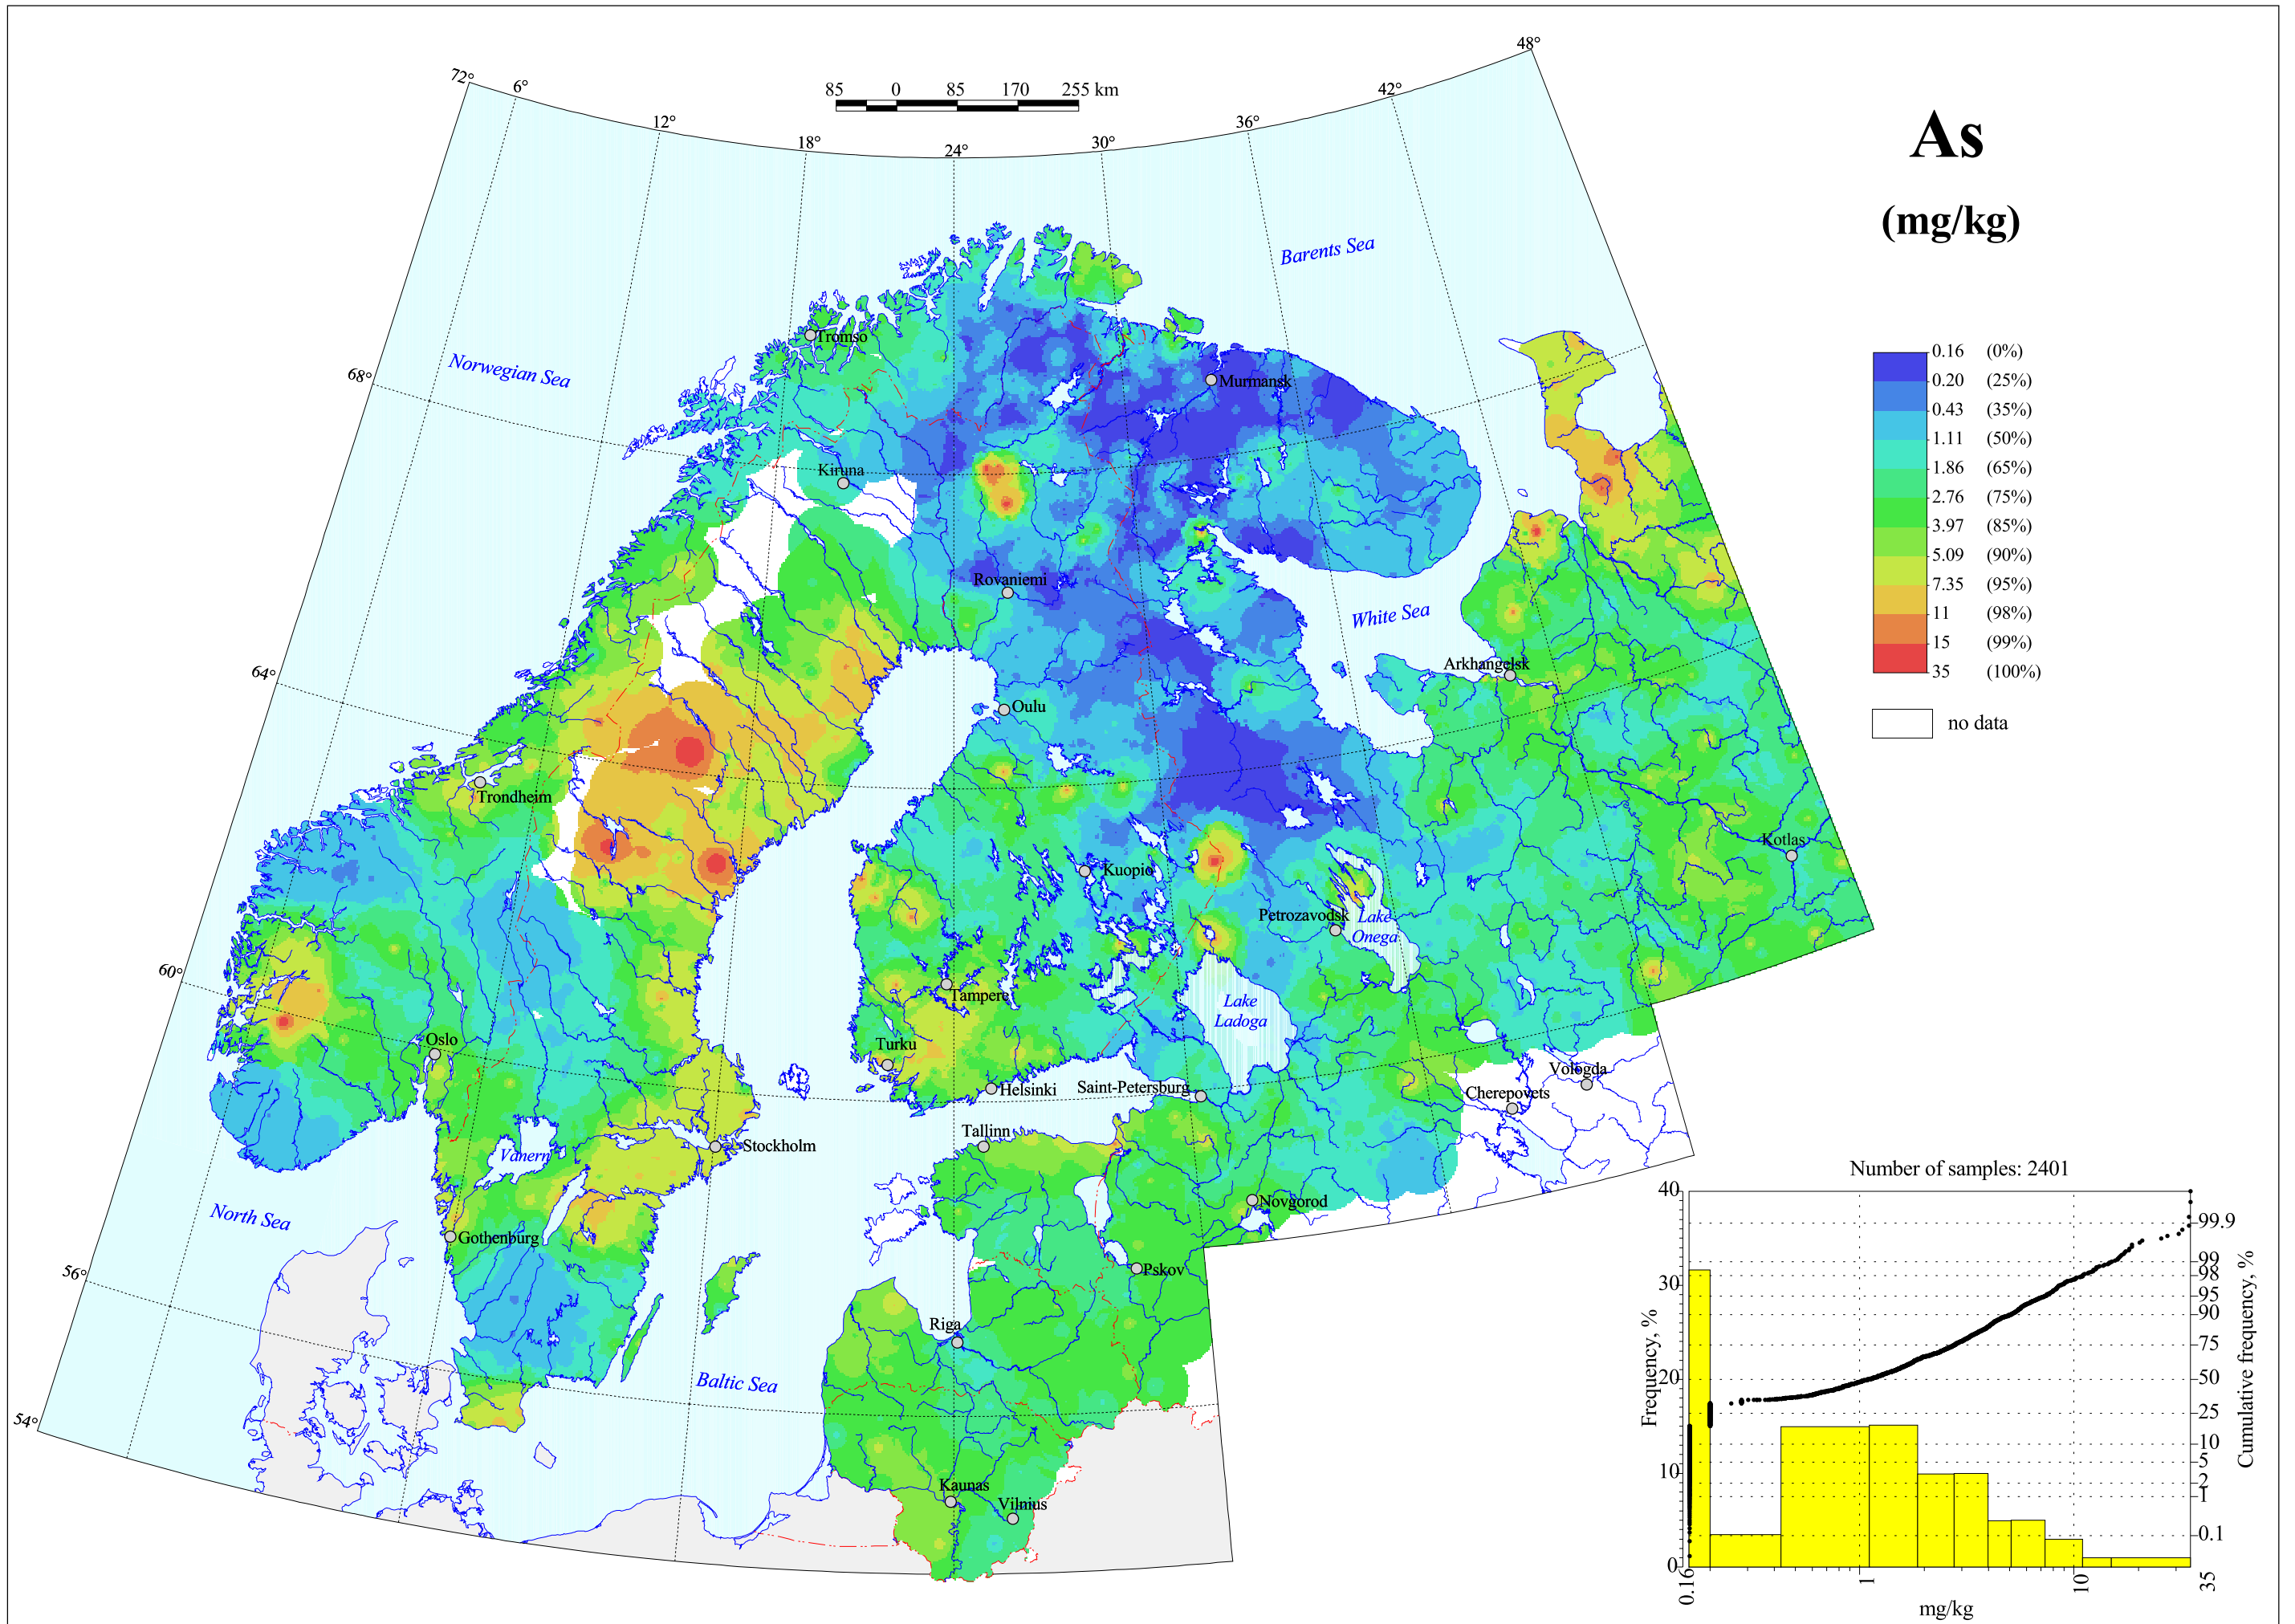 48°
72°
6°
42°
85 0 85 170 255 km
12°
36°
18°
30°
24°
As
(mg/kg)
Barents Sea
Tromso
Norwegian Sea
68°
Murmansk
0.16 (0%)
0.20 (25%)
0.43 (35%)
1.11 (50%)
1.86 (65%)
2.76 (75%)
3.97 (85%)
5.09 (90%)
7.35 (95%)
11 (98%)
15 (99%)
35 (100%)
no data
Kiruna
Rovaniemi
White Sea
Arkhangelsk
64°
Oulu
Trondheim
Kotlas
Kuopio
Petrozavodsk
Lake
Onega
60°
Tampere
Lake
Ladoga
Oslo
Turku
Helsinki
Saint-Petersburg
Vologda
Cherepovets
Tallinn
Stockholm
Vanern
North Sea
Novgorod
Gothenburg
56°
Pskov
Riga
Baltic Sea
54°
Kaunas
Vilnius
Number of samples: 2401
40
30
20
10
0
Frequency, %
99.9
99
98
95
90
75
50
25
10
5
2
1
0.1
Cumulative frequency, %
0.16
1
10
35
mg/kg